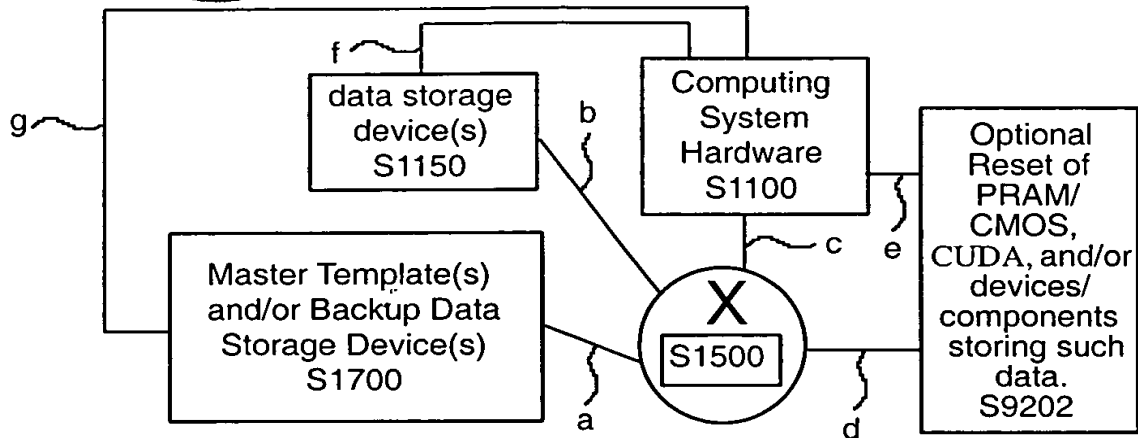 f
g
data storage
device(s)
S1150
b
Computing
System
Hardware
S1100
Optional
Reset of
PRAM/
CMOS,
CUDA, and/or
devices/
components
storing such
data.
S9202
e
c
Master Template(s)
and/or Backup Data
Storage Device(s)
S1700
X
S1500
a
d